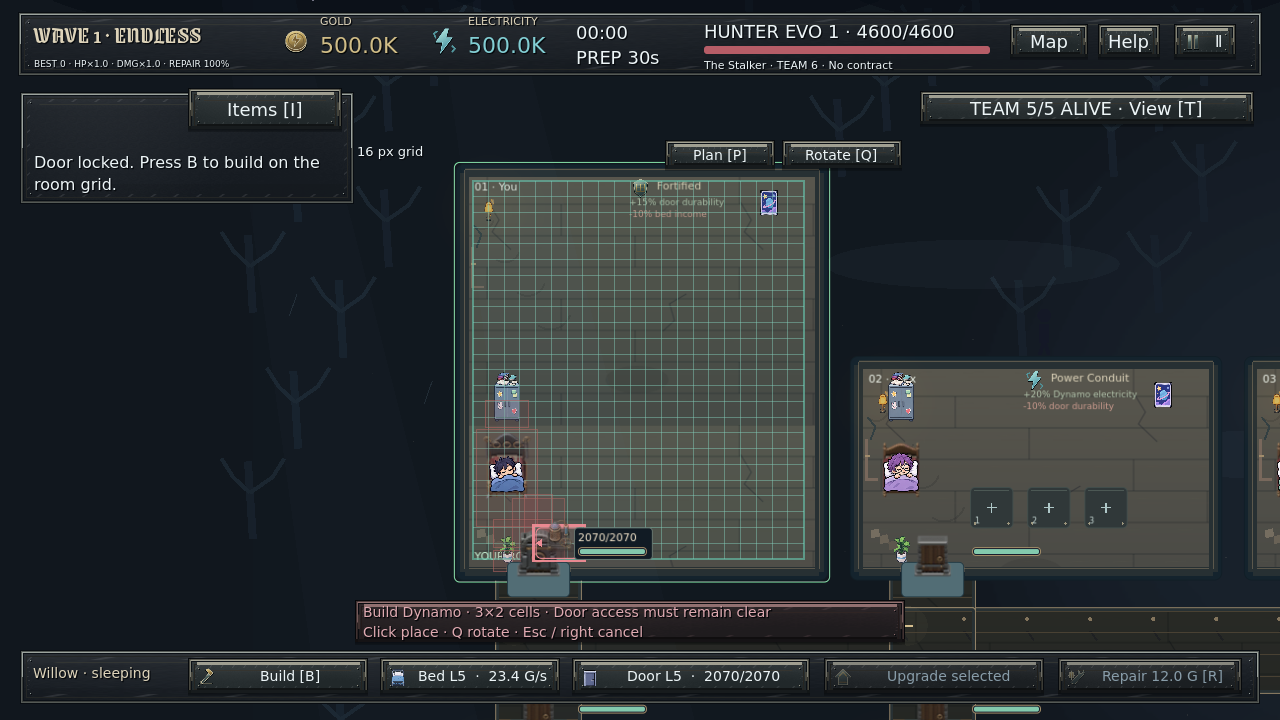 WAVE 1 · ENDLESS
BEST 0 · HP×1.0 · DMG×1.0 · REPAIR 100%
GOLD
500.0K
ELECTRICITY
500.0K
00:00
PREP 30s
HUNTER EVO 1 · 4600/4600
The Stalker · TEAM 6 · No contract
Map
Help
Items [I]
Door locked. Press B to build on the
room grid.
16 px grid
TEAM 5/5 ALIVE · View [T]
Plan [P]
Rotate [Q]
01 · You
Fortified
+15% door durability
-10% bed income
2070/2070
02
Power Conduit
+20% Dynamo electricity
-10% door durability
+
1
+
2
+
3
03
Build Dynamo · 3×2 cells · Door access must remain clear
Click place · Q rotate · Esc / right cancel
Willow · sleeping
Build [B]
Bed L5 · 23.4 G/s
Door L5 · 2070/2070
Upgrade selected
Repair 12.0 G [R]